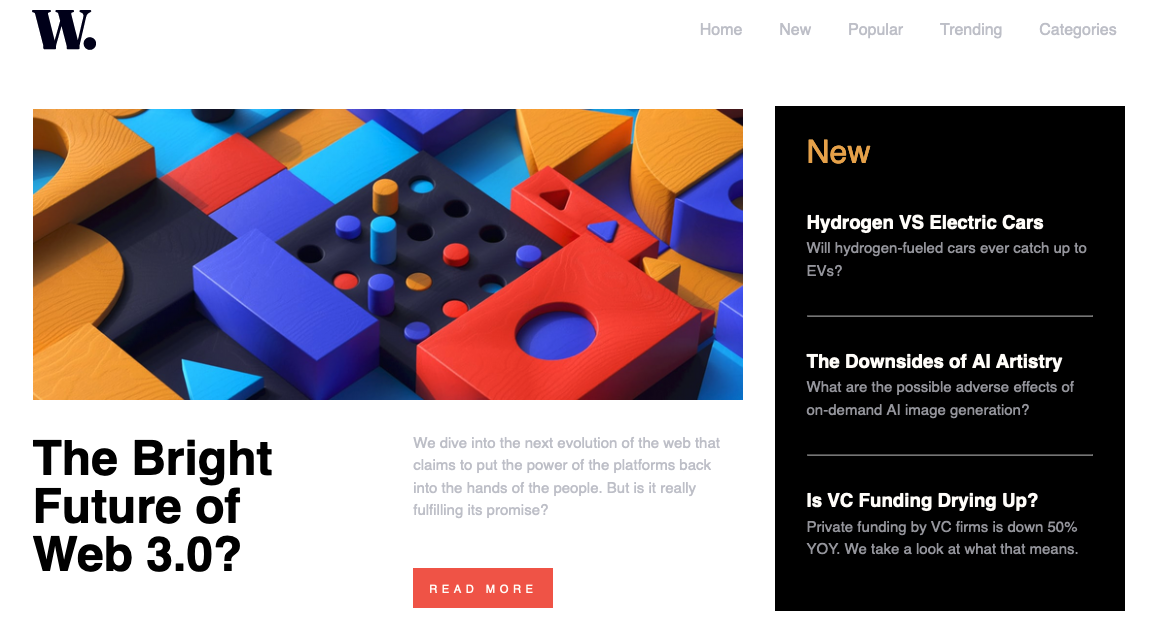 W.
Home New Popular Trending Categories
The Bright
Future of
Web 3.0?
We dive into the next evolution of the web that
claims to put the power of the platforms back
into the hands of the people. But is it really
fulfilling its promise?
READ MORE
New
Hydrogen VS Electric Cars
Will hydrogen-fueled cars ever catch up to
EVs?
The Downsides of AI Artistry
What are the possible adverse effects of
on-demand AI image generation?
Is VC Funding Drying Up?
Private funding by VC firms is down 50%
YOY. We take a look at what that means.